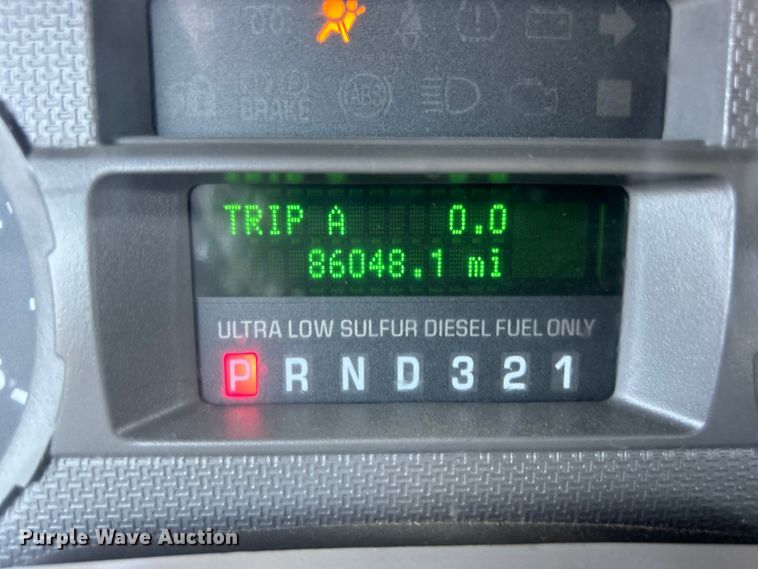 BRAKE
ABS
TRIP A 0.0
86048.1 mi
ULTRA LOW SULFUR DIESEL FUEL ONLY
P R N D 3 2 1
Purple Wave Auction